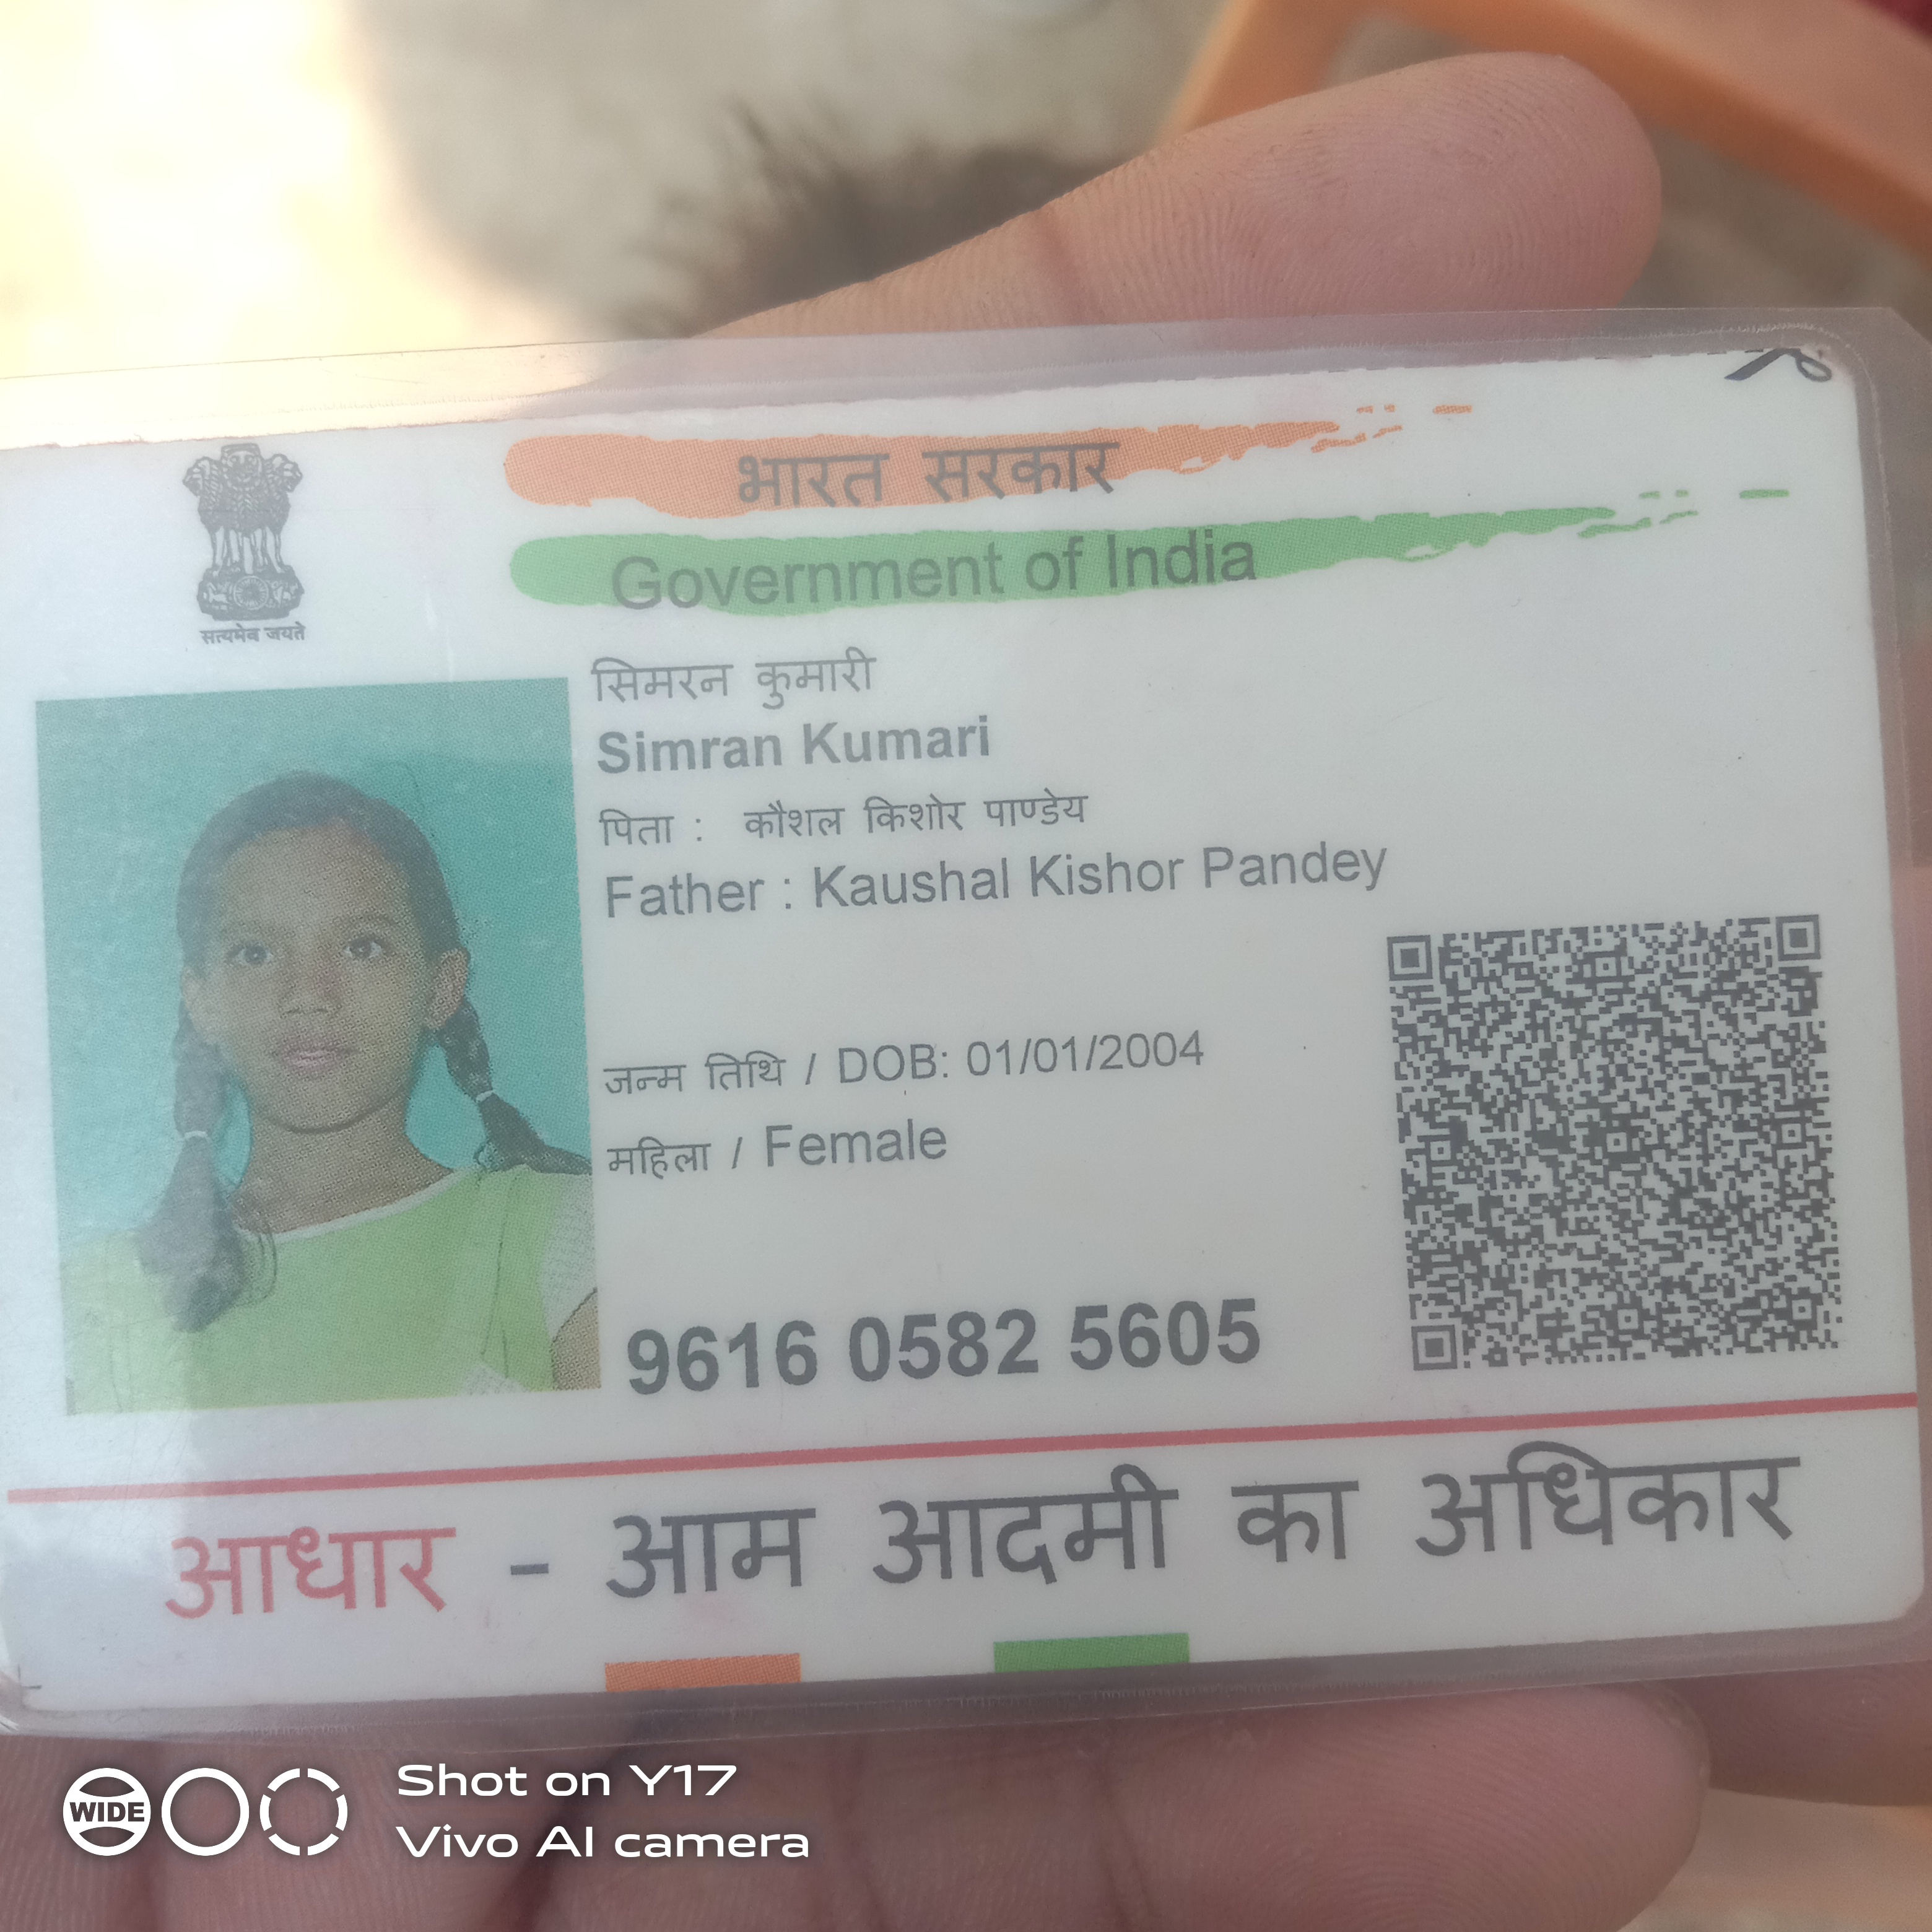 भारत सरकार
Government of India
सत्यमेव जयते
सिमरन कुमारी
Simran Kumari
पिता : कौशल किशोर पाण्डेय
Father : Kaushal Kishor Pandey
जन्म तिथि / DOB: 01/01/2004
महिला / Female
9616 0582 5605
आधार - आम आदमी का अधिकार
WIDE
Shot on Y17
Vivo AI camera